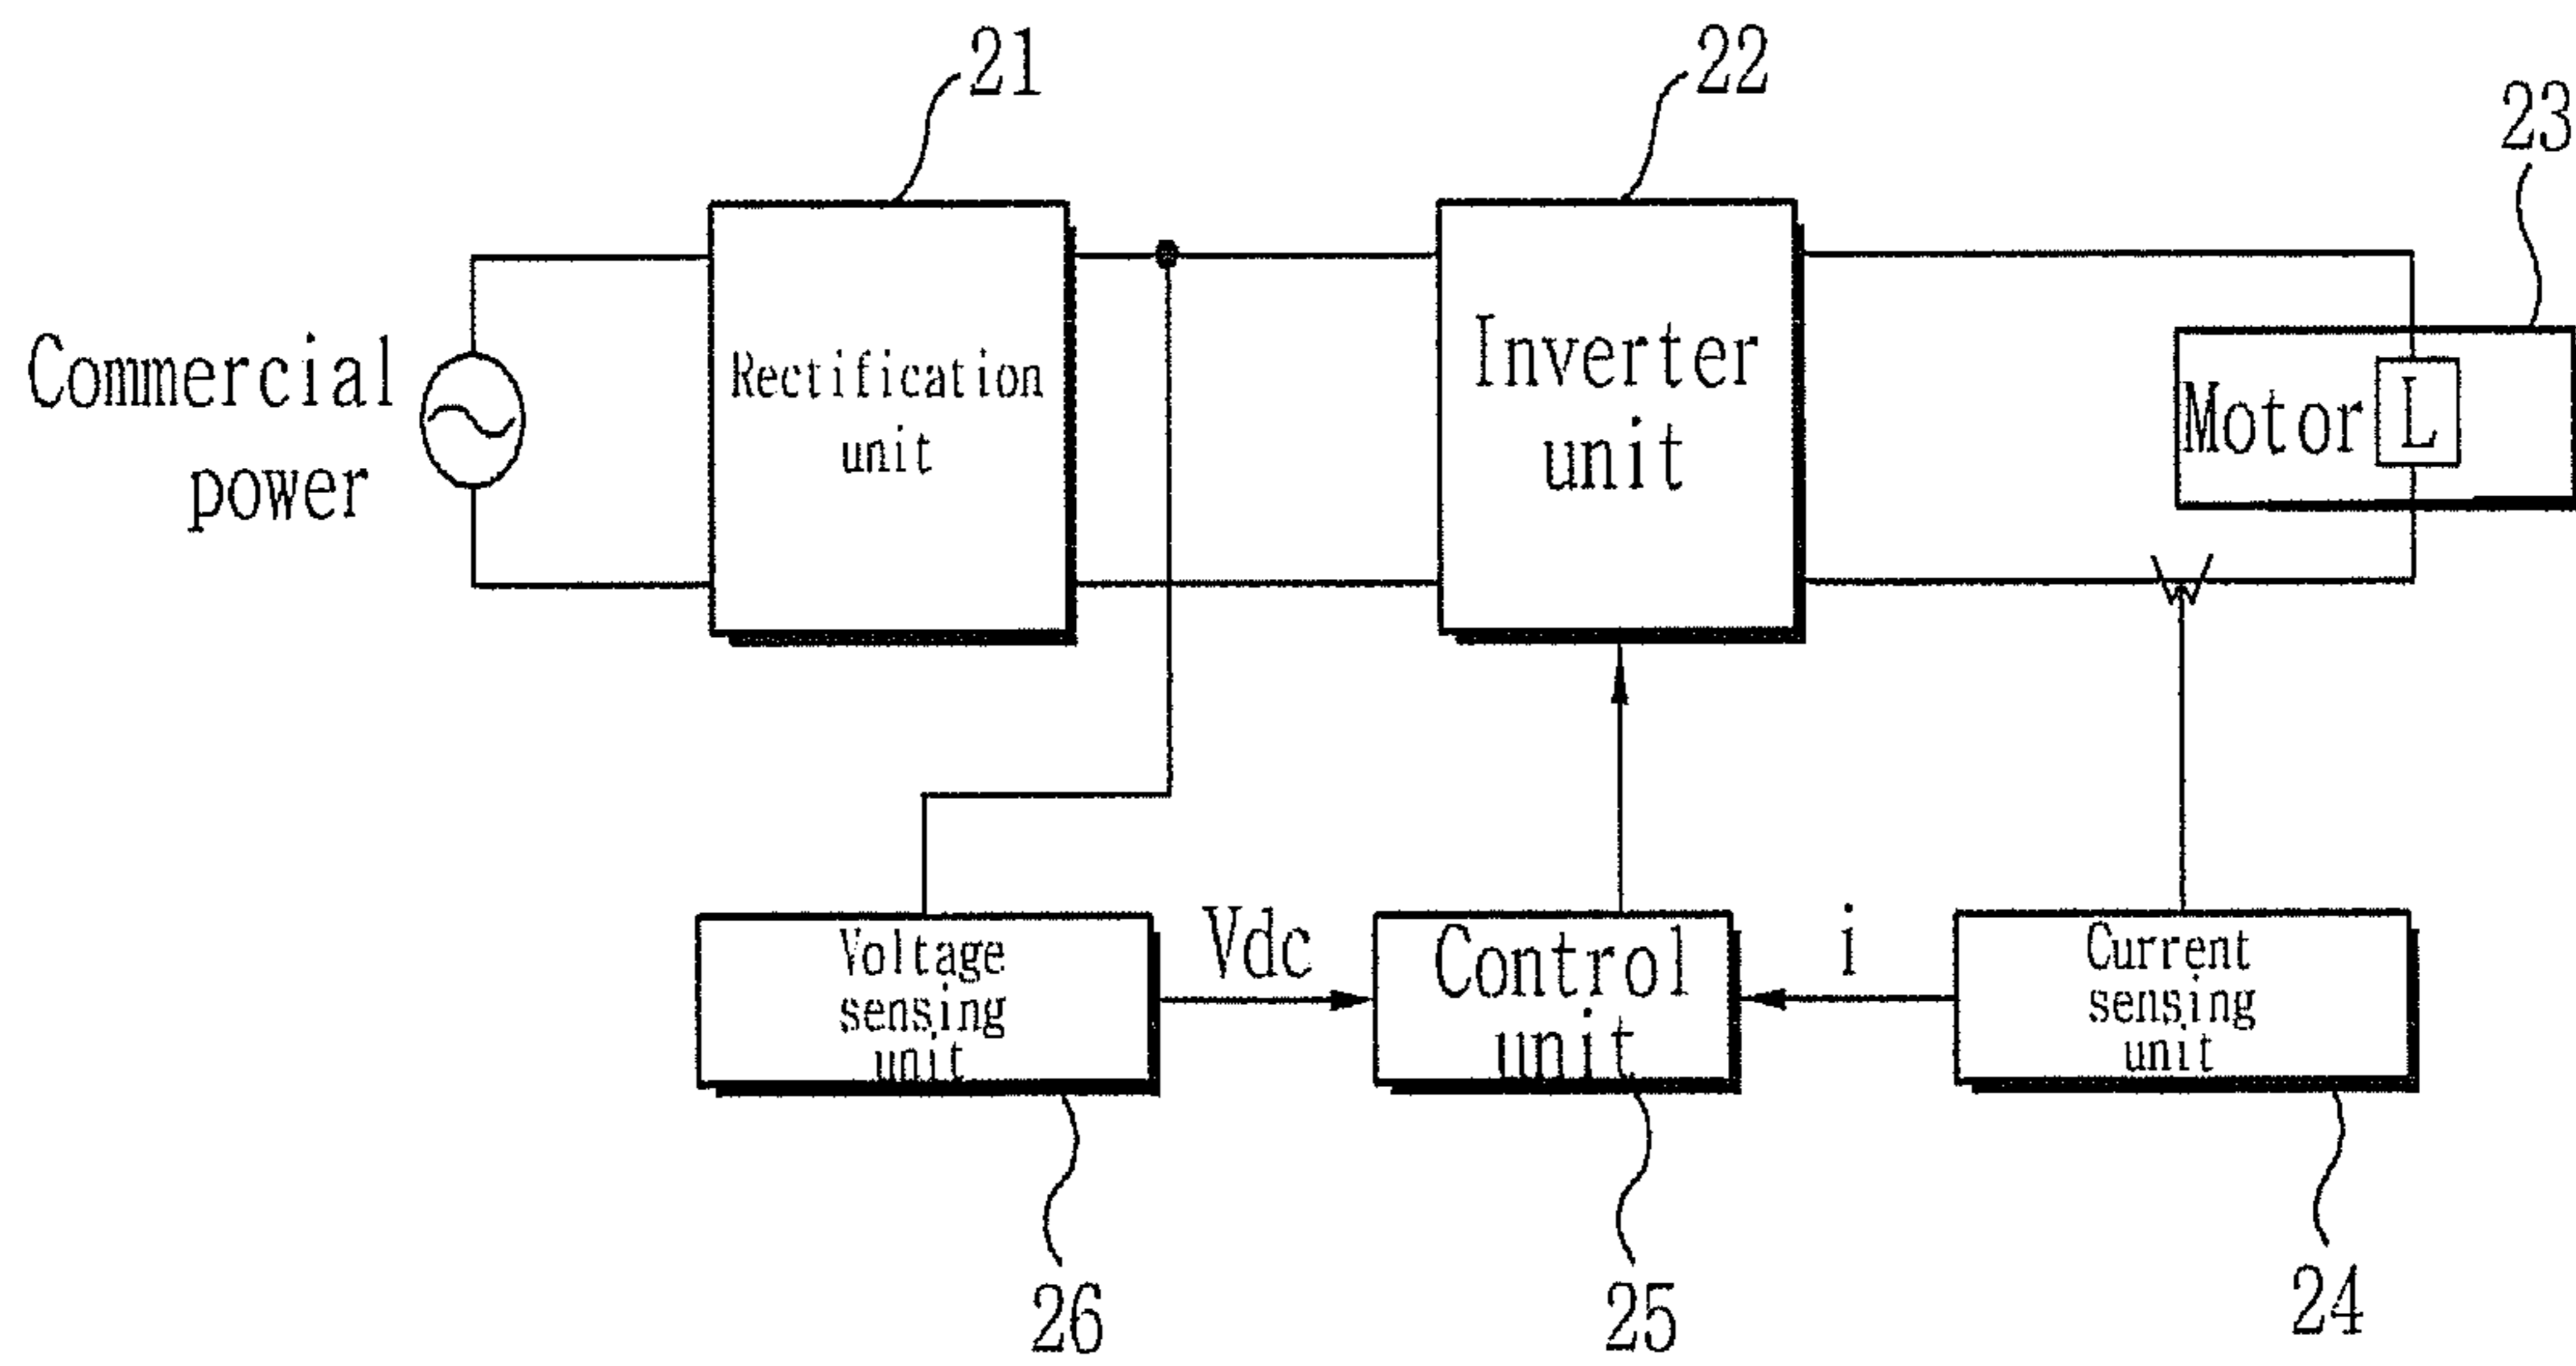 21
22
23
Commercial
power
Rectification
unit
Inverter
unit
Motor
L
Voltage
sensing
unit
Vdc
Control
unit
i
Current
sensing
unit
26
25
24